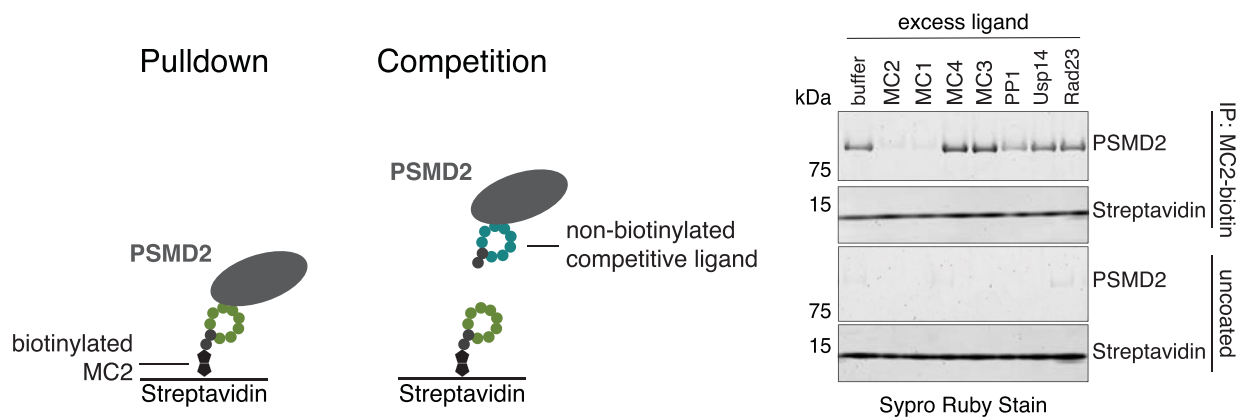 Pulldown
PSMD2
biotinylated
MC2
Streptavidin
Competition
PSMD2
non-biotinylated
competitive ligand
Streptavidin
excess ligand
kDa
buffer
MC2
MC1
MC4
MC3
PP1
Usp14
Rad23
75
PSMD2
15
Streptavidin
IP: MC2-biotin
75
PSMD2
15
Streptavidin
uncoated
Sypro Ruby Stain